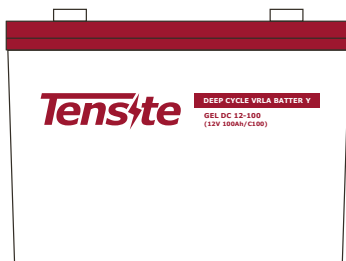 Tensite
DEEP CYCLE VRLA BATTER Y
GEL DC 12-100
(12V 100Ah/C100)